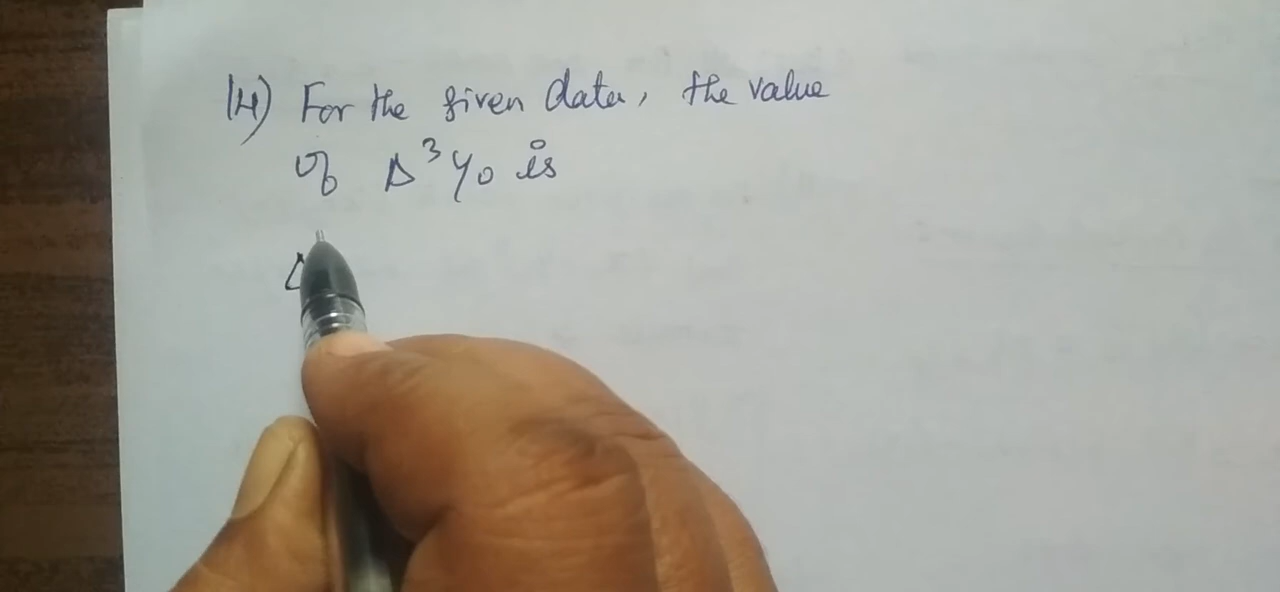 14) For the given data, the value
of Δ³y₀ is
Δ